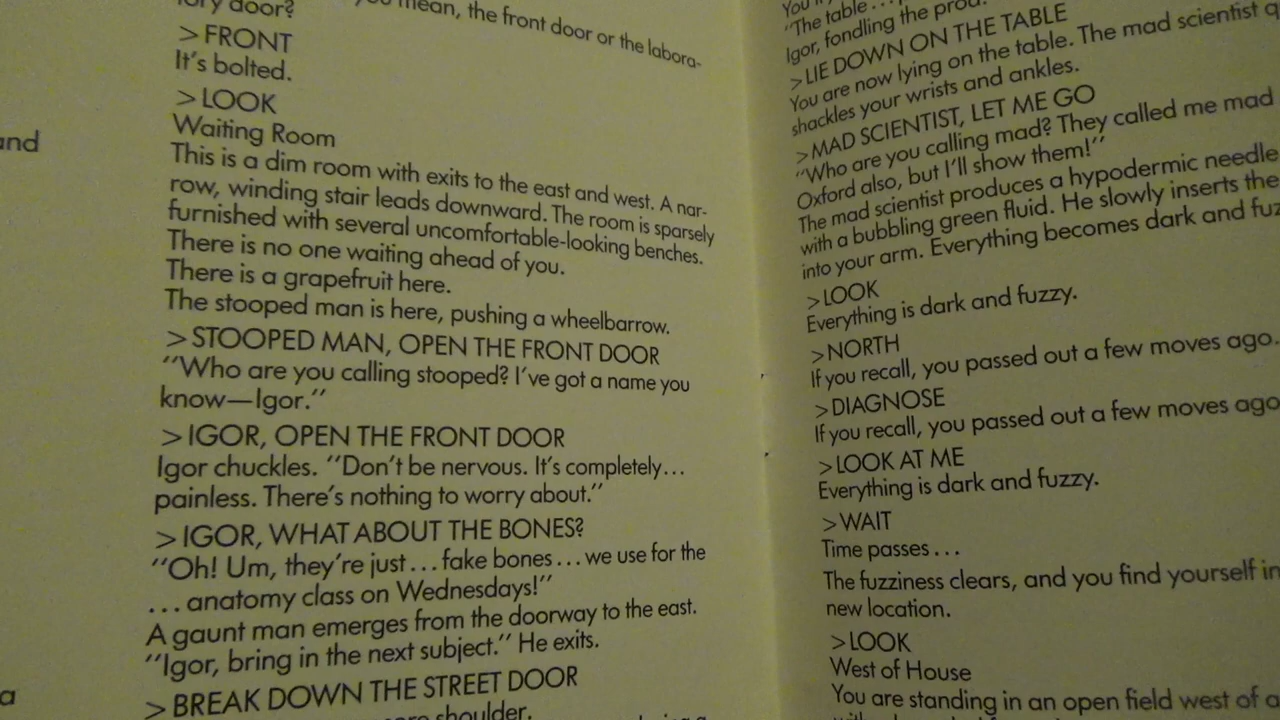 and
a
you mean, the front door or the labora-
tory door?
>FRONT
It's bolted.
>LOOK
Waiting Room
This is a dim room with exits to the east and west. A nar-
row, winding stair leads downward. The room is sparsely
furnished with several uncomfortable-looking benches.
There is no one waiting ahead of you.
There is a grapefruit here.
The stooped man is here, pushing a wheelbarrow.
>STOOPED MAN, OPEN THE FRONT DOOR
"Who are you calling stooped? I've got a name you
know—Igor."
>IGOR, OPEN THE FRONT DOOR
Igor chuckles. "Don't be nervous. It's completely...
painless. There's nothing to worry about."
>IGOR, WHAT ABOUT THE BONES?
"Oh! Um, they're just...fake bones...we use for the
...anatomy class on Wednesdays!"
A gaunt man emerges from the doorway to the east.
"Igor, bring in the next subject." He exits.
>BREAK DOWN THE STREET DOOR
shoulder.
You
"The table...
Igor, fondling the
>LIE DOWN ON THE TABLE
You are now lying on the table. The mad scientist
shackles your wrists and ankles.
>MAD SCIENTIST, LET ME GO
"Who are you calling mad? They called me mad
Oxford also, but I'll show them!"
The mad scientist produces a hypodermic needle
with a bubbling green fluid. He slowly inserts the
into your arm. Everything becomes dark and fuz
>LOOK
Everything is dark and fuzzy.
>NORTH
If you recall, you passed out a few moves ago.
>DIAGNOSE
If you recall, you passed out a few moves ago
>LOOK AT ME
Everything is dark and fuzzy.
>WAIT
Time passes...
The fuzziness clears, and you find yourself in
new location.
>LOOK
West of House
You are standing in an open field west of a